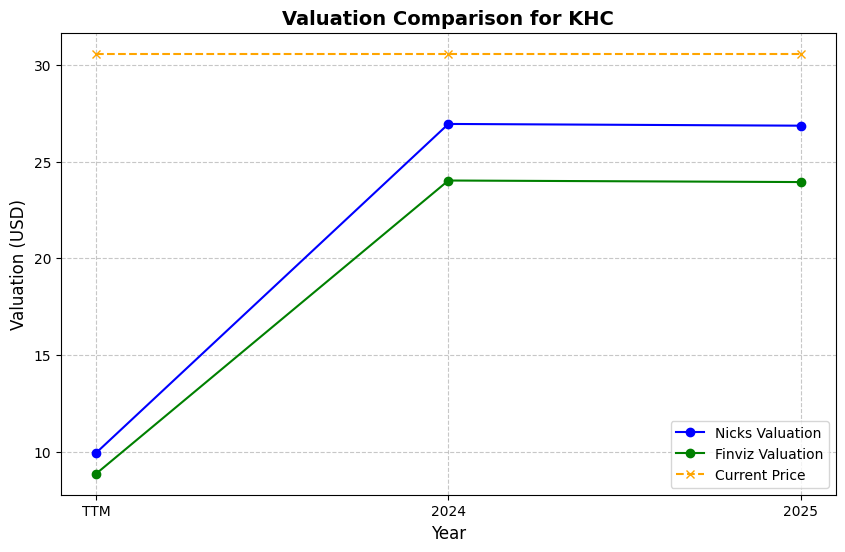 Valuation Comparison for KHC
Valuation (USD)
30
25
20
15
10
TTM
2024
2025
Year
Nicks Valuation
Finviz Valuation
Current Price